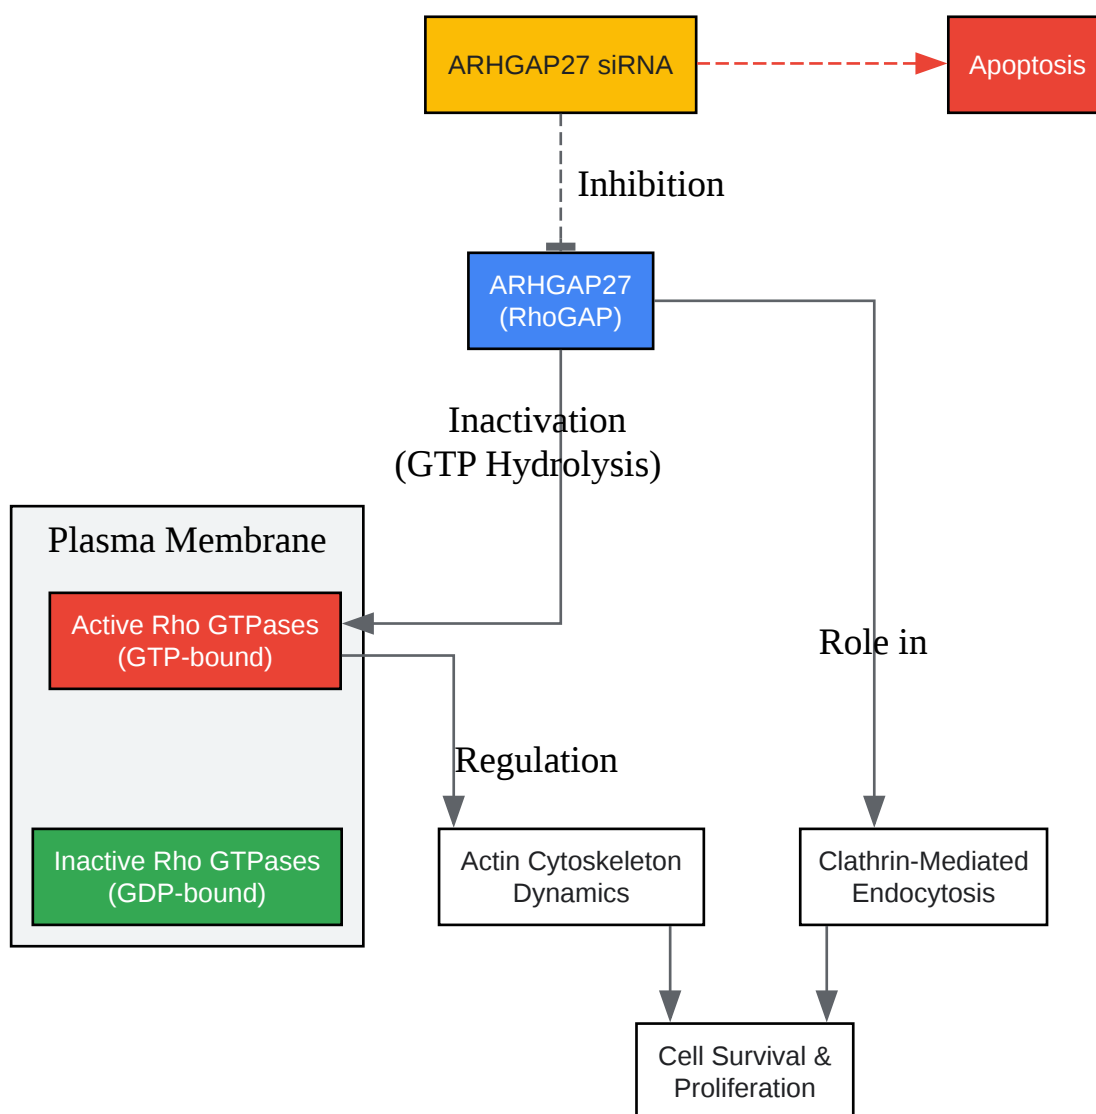 ARHGAP27 siRNA
Apoptosis
Inhibition
ARHGAP27
(RhoGAP)
Inactivation
(GTP Hydrolysis)
Plasma Membrane
Active Rho GTPases
(GTP-bound)
Role in
Regulation
Inactive Rho GTPases
(GDP-bound)
Actin Cytoskeleton
Dynamics
Clathrin-Mediated
Endocytosis
Cell Survival &
Proliferation